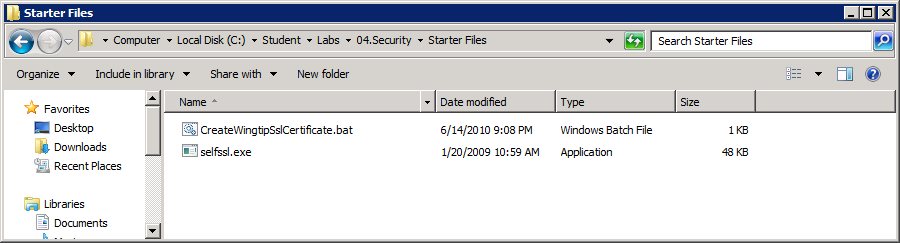 Starter Files
Computer Local Disk (C:) Student Labs 04.Security Starter Files Search Starter Files
Organize Include in library Share with New folder
Favorites
Desktop
Downloads
Recent Places
Libraries
Documents
Name Date modified Type Size
CreateWingtipSslCertificate.bat 6/14/2010 9:08 PM Windows Batch File 1 KB
selfssl.exe 1/20/2009 10:59 AM Application 48 KB